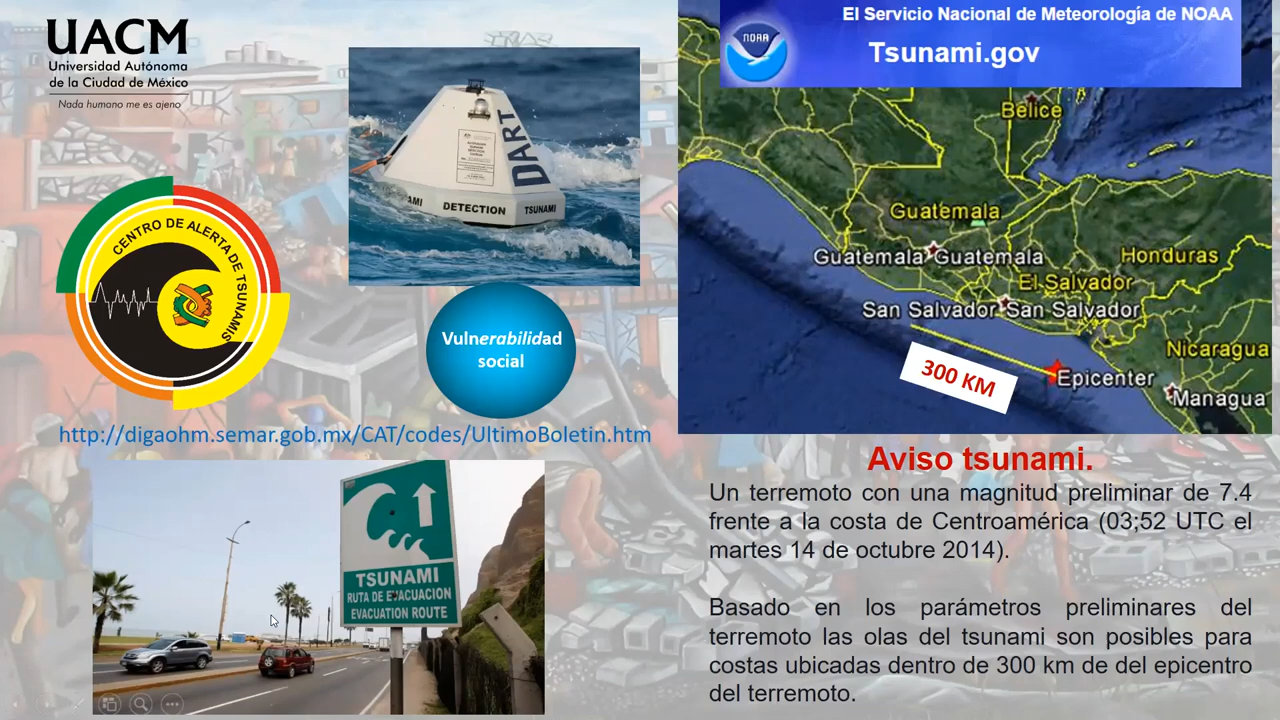 UACM
Universidad Autónoma
de la Ciudad de México
Nada humano me es ajeno
CENTRO DE ALERTA DE TSUNAMIS
DART
AMI DETECTION TSUNAMI
Vulnerabilidad
social
http://digaohm.semar.gob.mx/CAT/codes/UltimoBoletin.htm
TSUNAMI
RUTA DE EVACUACION
EVACUATION ROUTE
El Servicio Nacional de Meteorología de NOAA
NOAA
Tsunami.gov
Belice
Guatemala
Guatemala Guatemala
Honduras
El Salvador
San Salvador San Salvador
Nicaragua
300 KM
Epicenter
Managua
Aviso tsunami.
Un terremoto con una magnitud preliminar de 7.4
frente a la costa de Centroamérica (03;52 UTC el
martes 14 de octubre 2014).
Basado en los parámetros preliminares del
terremoto las olas del tsunami son posibles para
costas ubicadas dentro de 300 km de del epicentro
del terremoto.